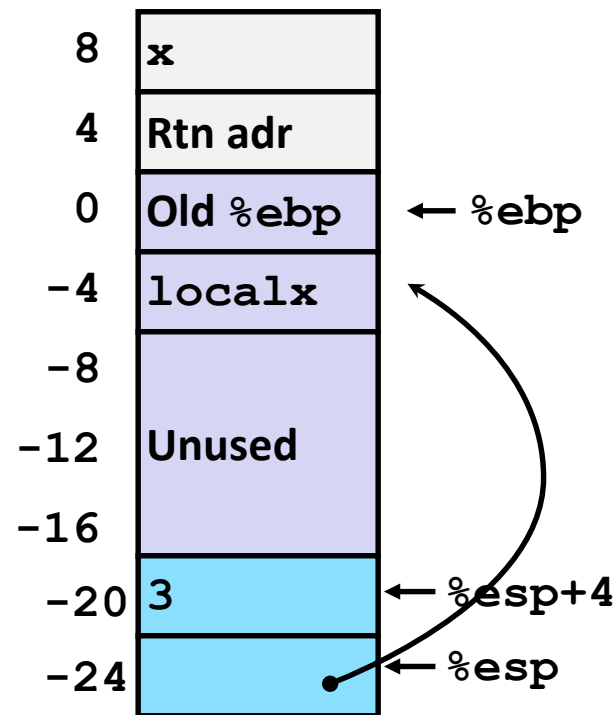 8 x
4 Rtn adr
0 Old %ebp %ebp
-4 localx
-8
-12 Unused
-16
-20 3 %esp+4
-24 %esp